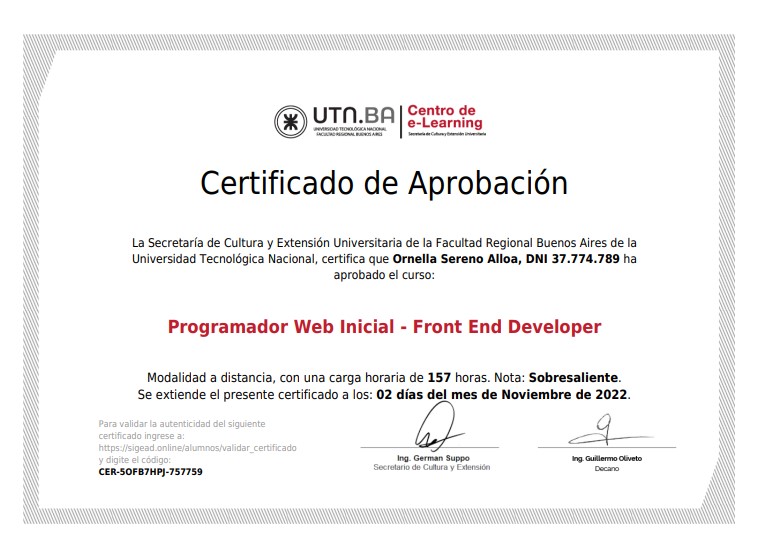 UTN.BA
UNIVERSIDAD TECNOLÓGICA NACIONAL
FACULTAD REGIONAL BUENOS AIRES
Centro de
e-Learning
Secretaría de Cultura y Extensión Universitaria
Certificado de Aprobación
La Secretaría de Cultura y Extensión Universitaria de la Facultad Regional Buenos Aires de la
Universidad Tecnológica Nacional, certifica que Ornella Sereno Alloa, DNI 37.774.789 ha
aprobado el curso:
Programador Web Inicial - Front End Developer
Modalidad a distancia, con una carga horaria de 157 horas. Nota: Sobresaliente.
Se extiende el presente certificado a los: 02 días del mes de Noviembre de 2022.
Para validar la autenticidad del siguiente
certificado ingrese a:
https://sigead.online/alumnos/validar_certificado
y digite el código:
CER-5OFB7HPJ-757759
Ing. German Suppo
Secretario de Cultura y Extensión
Ing. Guillermo Oliveto
Decano